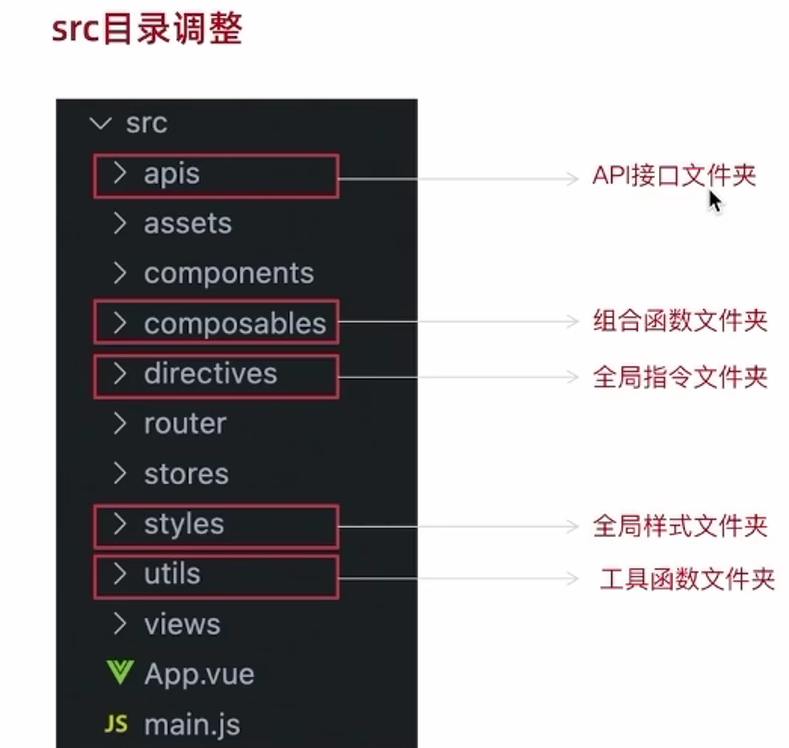 src目录调整
src
apis
API接口文件夹
assets
components
composables
组合函数文件夹
directives
全局指令文件夹
router
stores
styles
全局样式文件夹
utils
工具函数文件夹
views
App.vue
JS main.js